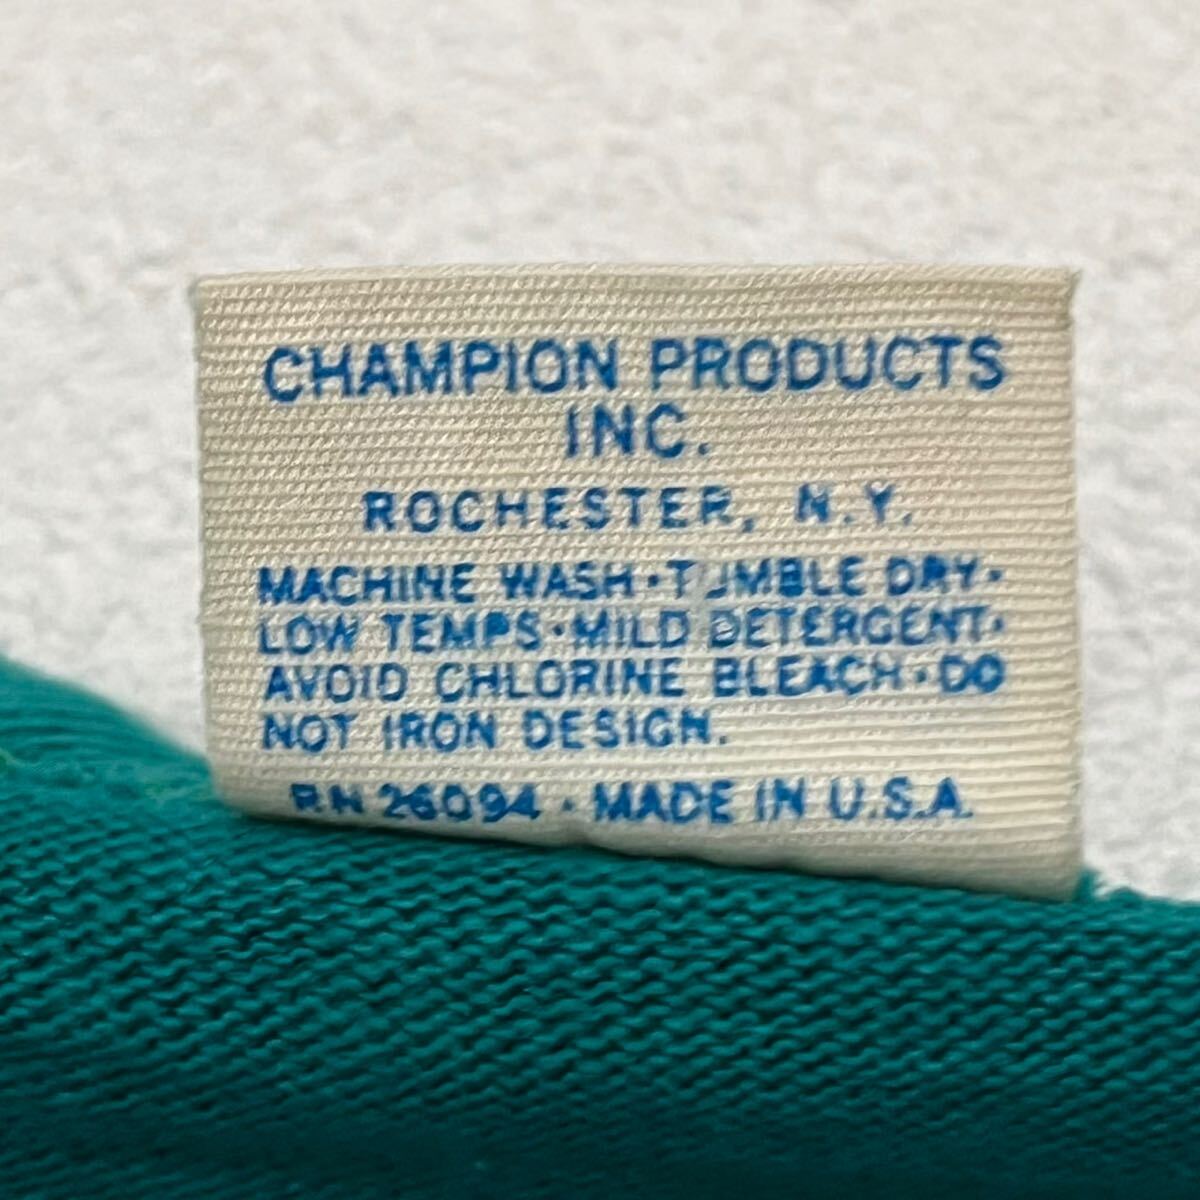 CHAMPION PRODUCTS
INC.
ROCHESTER, N.Y.
MACHINE WASH·TUMBLE DRY·
LOW TEMPS·MILD DETERGENT·
AVOID CHLORINE BLEACH·DO
NOT IRON DESIGN.
RN 26094 · MADE IN U.S.A.